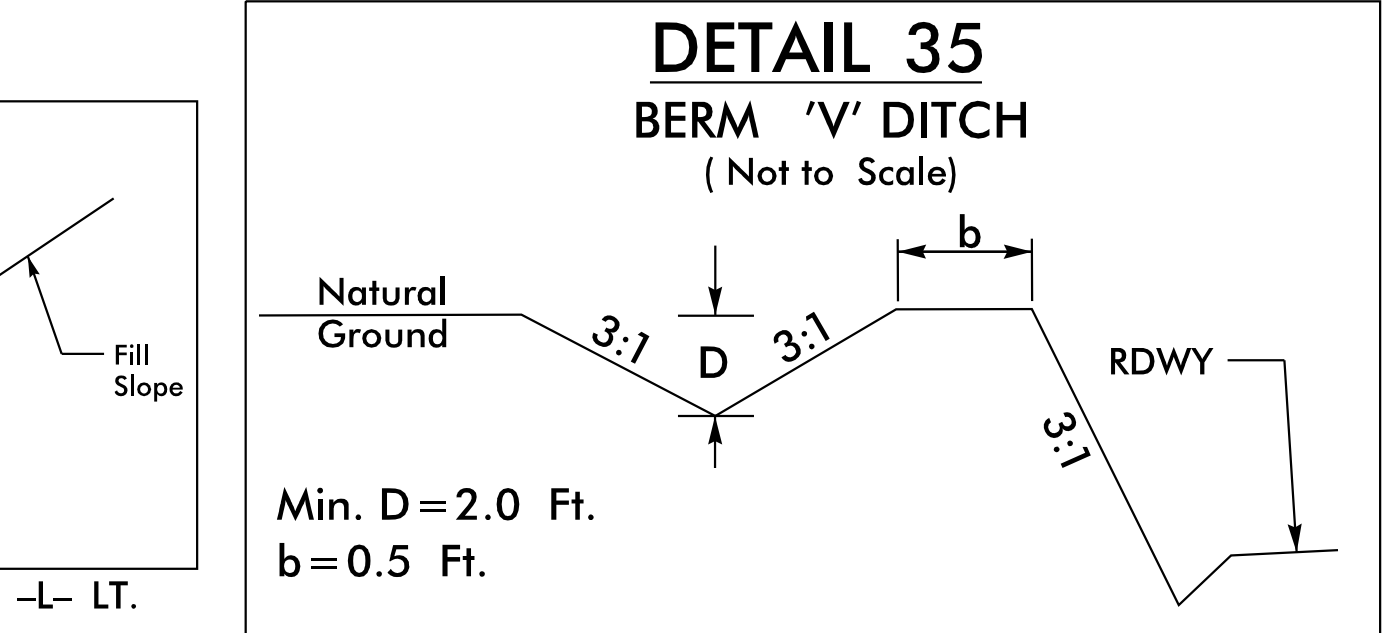 DETAIL 35
BERM 'V' DITCH
( Not to Scale)
b
Natural
Ground
3:1
D
3:1
RDWY
3:1
Min. D=2.0 Ft.
b=0.5 Ft.
Fill
Slope
–L– LT.